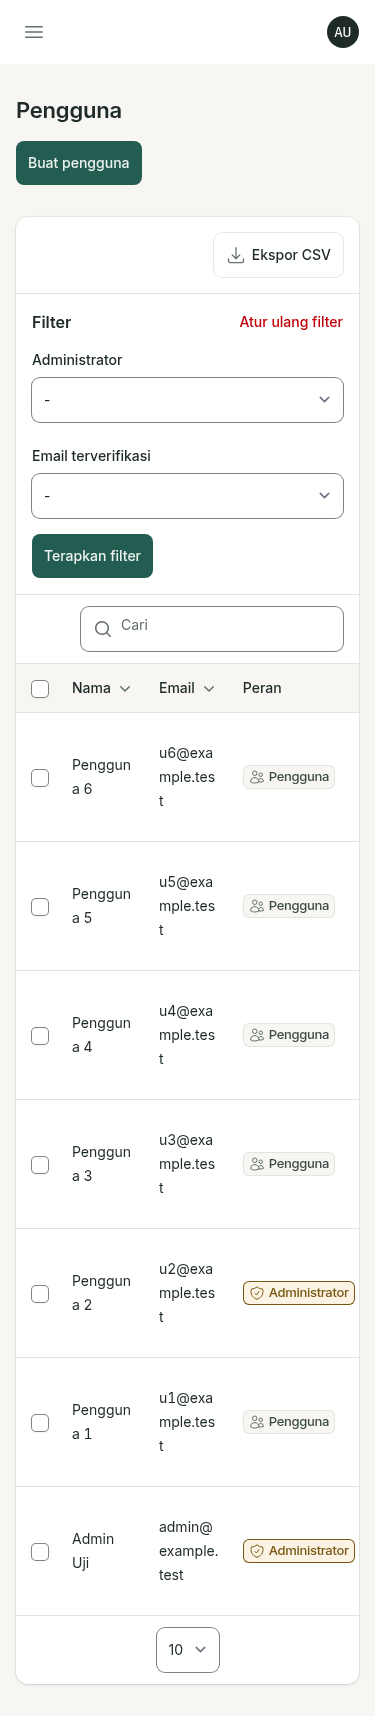 AU
Pengguna
Buat pengguna
Ekspor CSV
Filter
Atur ulang filter
Administrator
-
Email terverifikasi
-
Terapkan filter
Cari
Nama
Email
Peran
Penggun
a 6
u6@exa
mple.tes
t
Pengguna
Penggun
a 5
u5@exa
mple.tes
t
Pengguna
Penggun
a 4
u4@exa
mple.tes
t
Pengguna
Penggun
a 3
u3@exa
mple.tes
t
Pengguna
Penggun
a 2
u2@exa
mple.tes
t
Administrator
Penggun
a 1
u1@exa
mple.tes
t
Pengguna
Admin
Uji
admin@
example.
test
Administrator
10